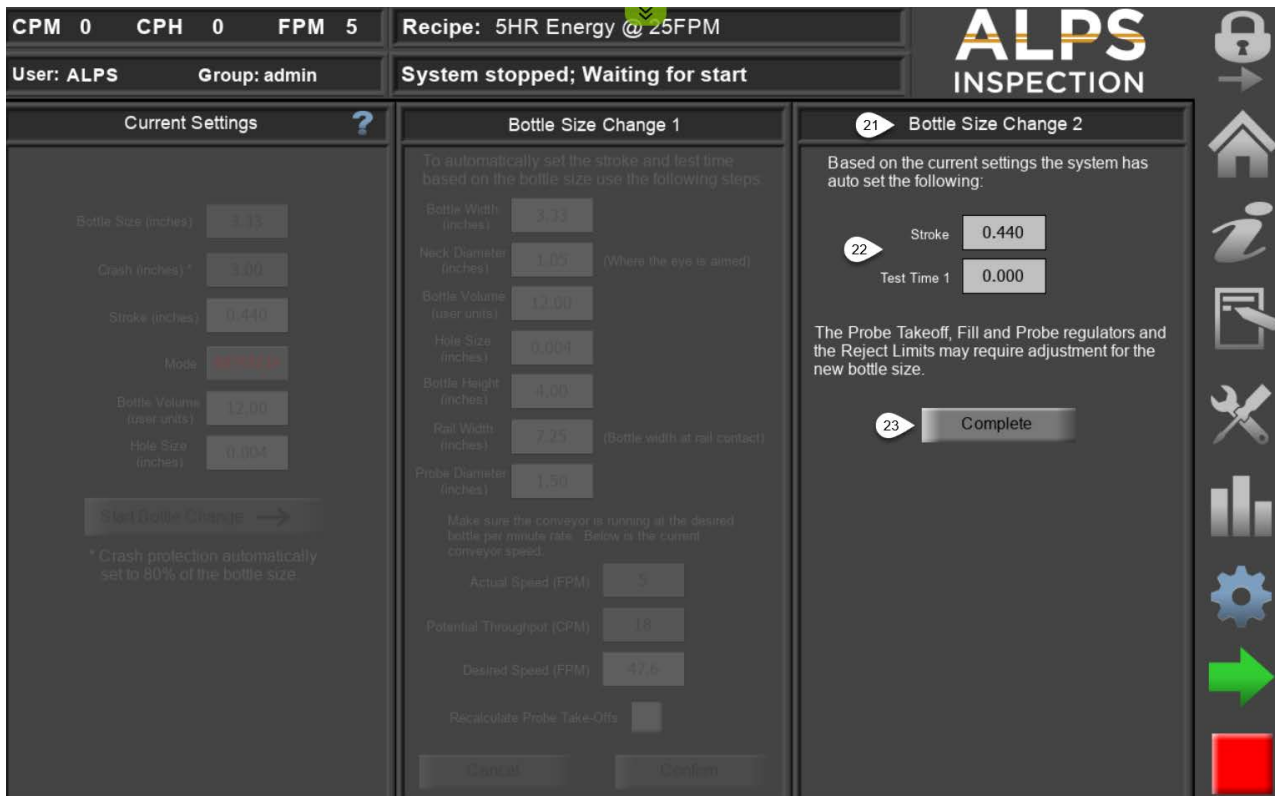 CPM 0 CPH 0 FPM 5
Recipe: 5HR Energy @ 25FPM
ALPS
INSPECTION
User: ALPS Group: admin
System stopped; Waiting for start
Current Settings ?
Bottle Size (inches) 3.33
Crash (inches) * 3.00
Stroke (inches) 0.440
Mode
Bottle Volume
(user units)
12.00
Hole Size
(inches)
0.004
Start Bottle Change
* Crash protection automatically
set to 80% of the bottle size.
Bottle Size Change 1
To automatically set the stroke and test time
based on the bottle size use the following steps:
Bottle Width
(inches)
3.33
Neck Diameter
(inches)
1.05
(Where the eye is aimed)
Bottle Volume
(user units)
12.00
Hole Size
(inches)
0.004
Bottle Height
(inches)
4.00
Rail Width
(inches)
7.25
(Bottle width at rail contact)
Probe Diameter
(inches)
1.50
Make sure the conveyor is running at the desired
bottle per minute rate. Below is the current
conveyor speed.
Actual Speed (FPM) 5
Potential Throughput (CPM) 18
Desired Speed (FPM) 47.6
Recalculate Probe Take-Offs
Cancel Confirm
21 Bottle Size Change 2
Based on the current settings the system has
auto set the following:
22
Stroke 0.440
Test Time 1 0.000
The Probe Takeoff, Fill and Probe regulators and
the Reject Limits may require adjustment for the
new bottle size.
23 Complete